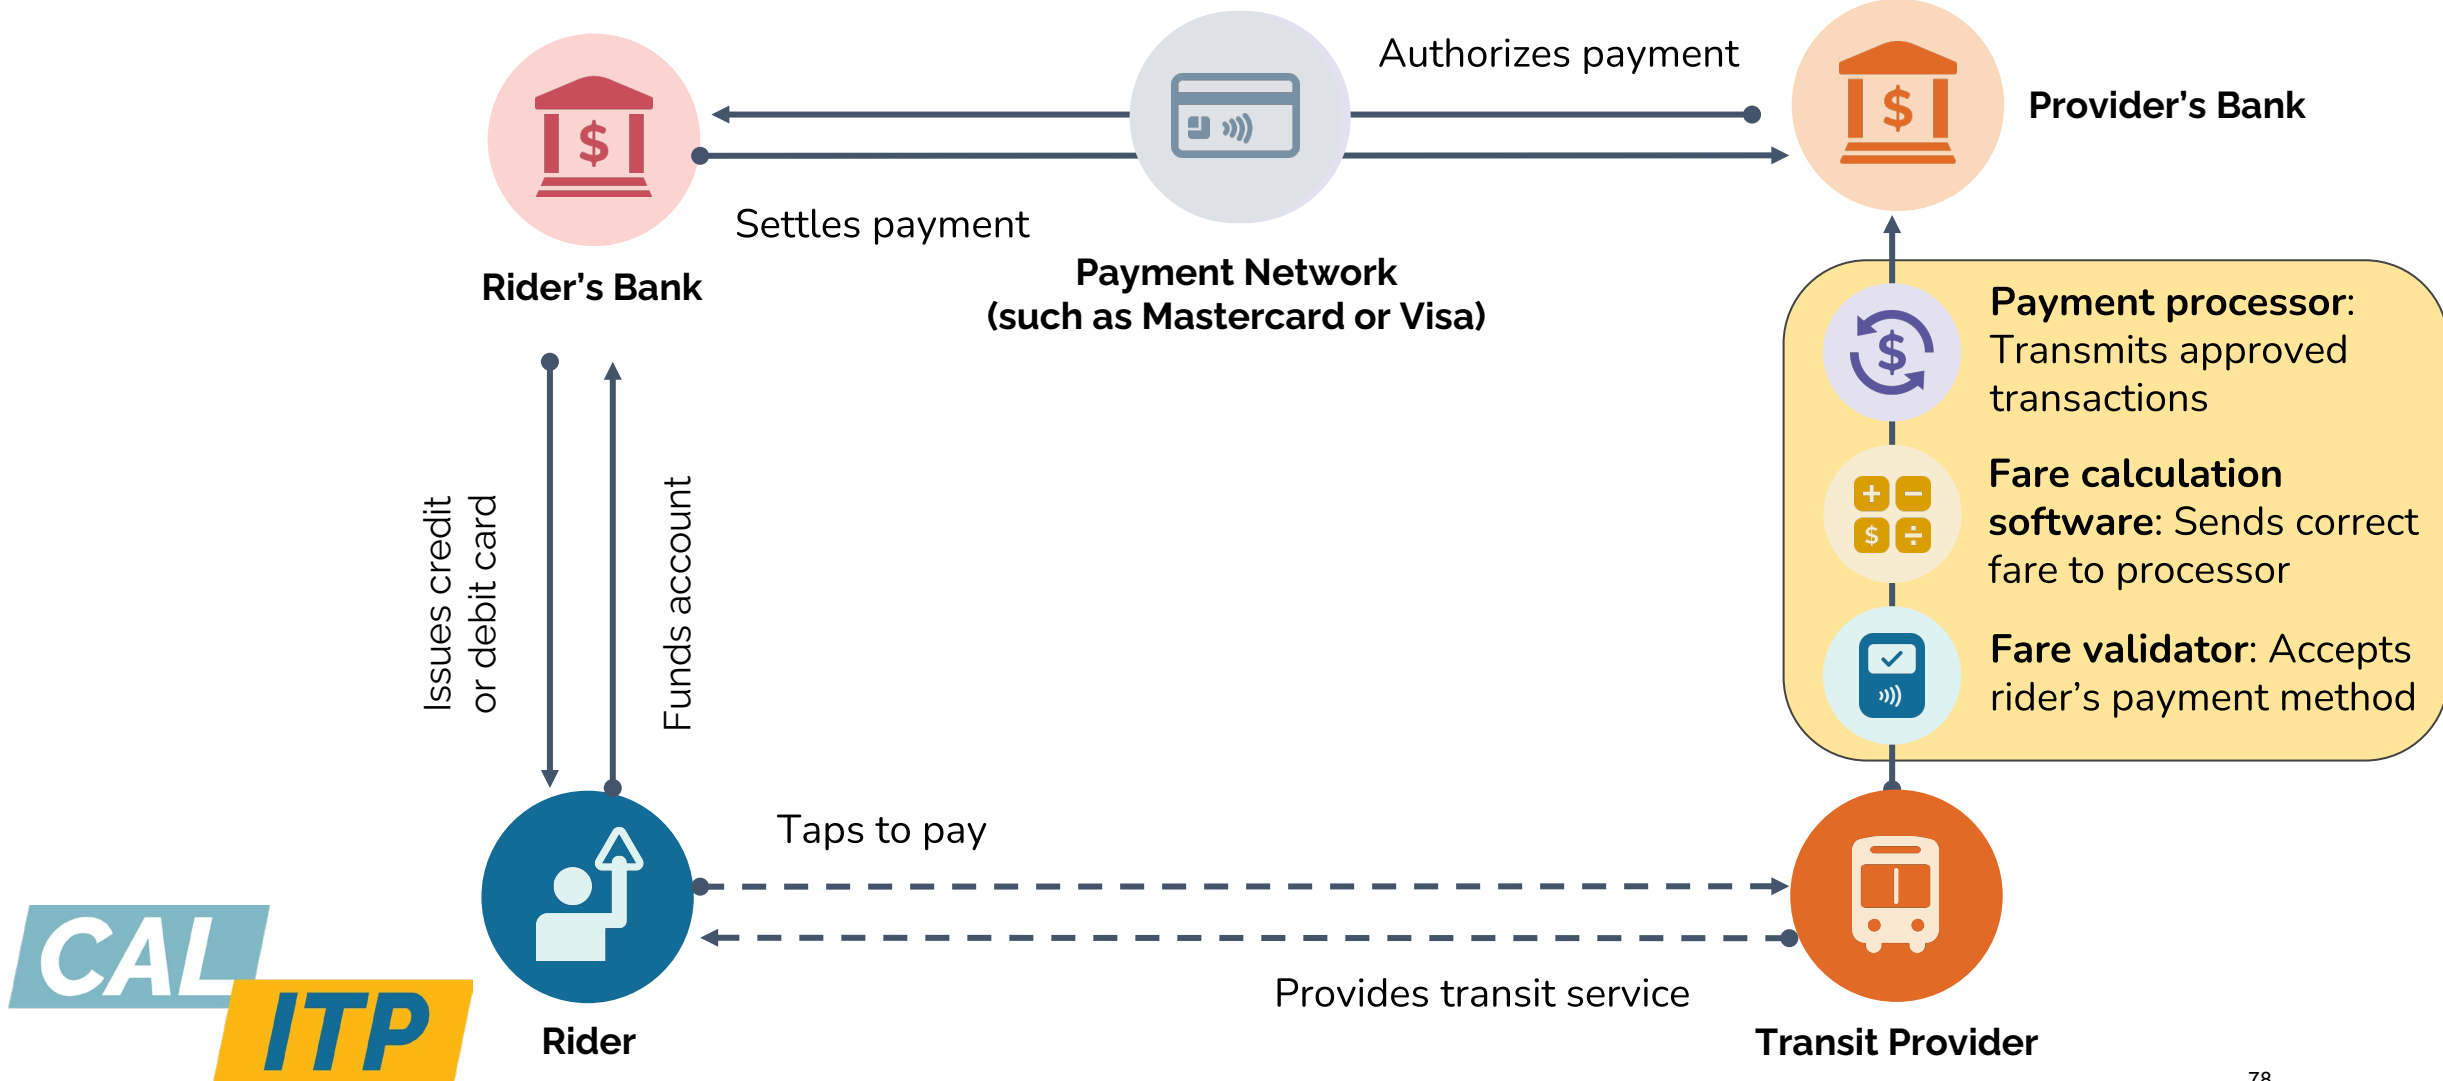 Authorizes payment
Provider's Bank
Settles payment
Rider's Bank
Payment Network
(such as Mastercard or Visa)
Payment processor:
Transmits approved
transactions
Fare calculation
software: Sends correct
fare to processor
Fare validator: Accepts
rider's payment method
Issues credit
or debit card
Funds account
Taps to pay
Provides transit service
Rider
Transit Provider
CAL
ITP
78